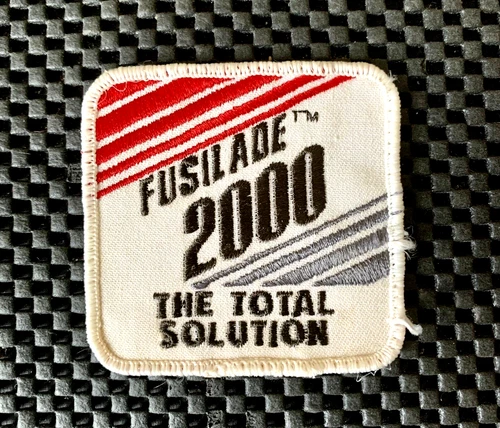 FUSILADE™
2000
THE TOTAL
SOLUTION